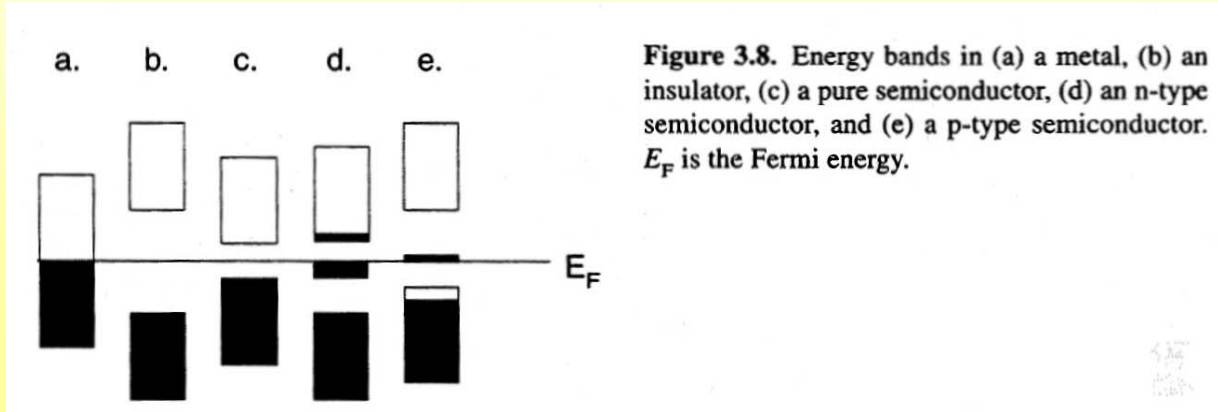 a. b. c. d. e.
Figure 3.8. Energy bands in (a) a metal, (b) an
insulator, (c) a pure semiconductor, (d) an n-type
semiconductor, and (e) a p-type semiconductor.
E_F is the Fermi energy.
E_F